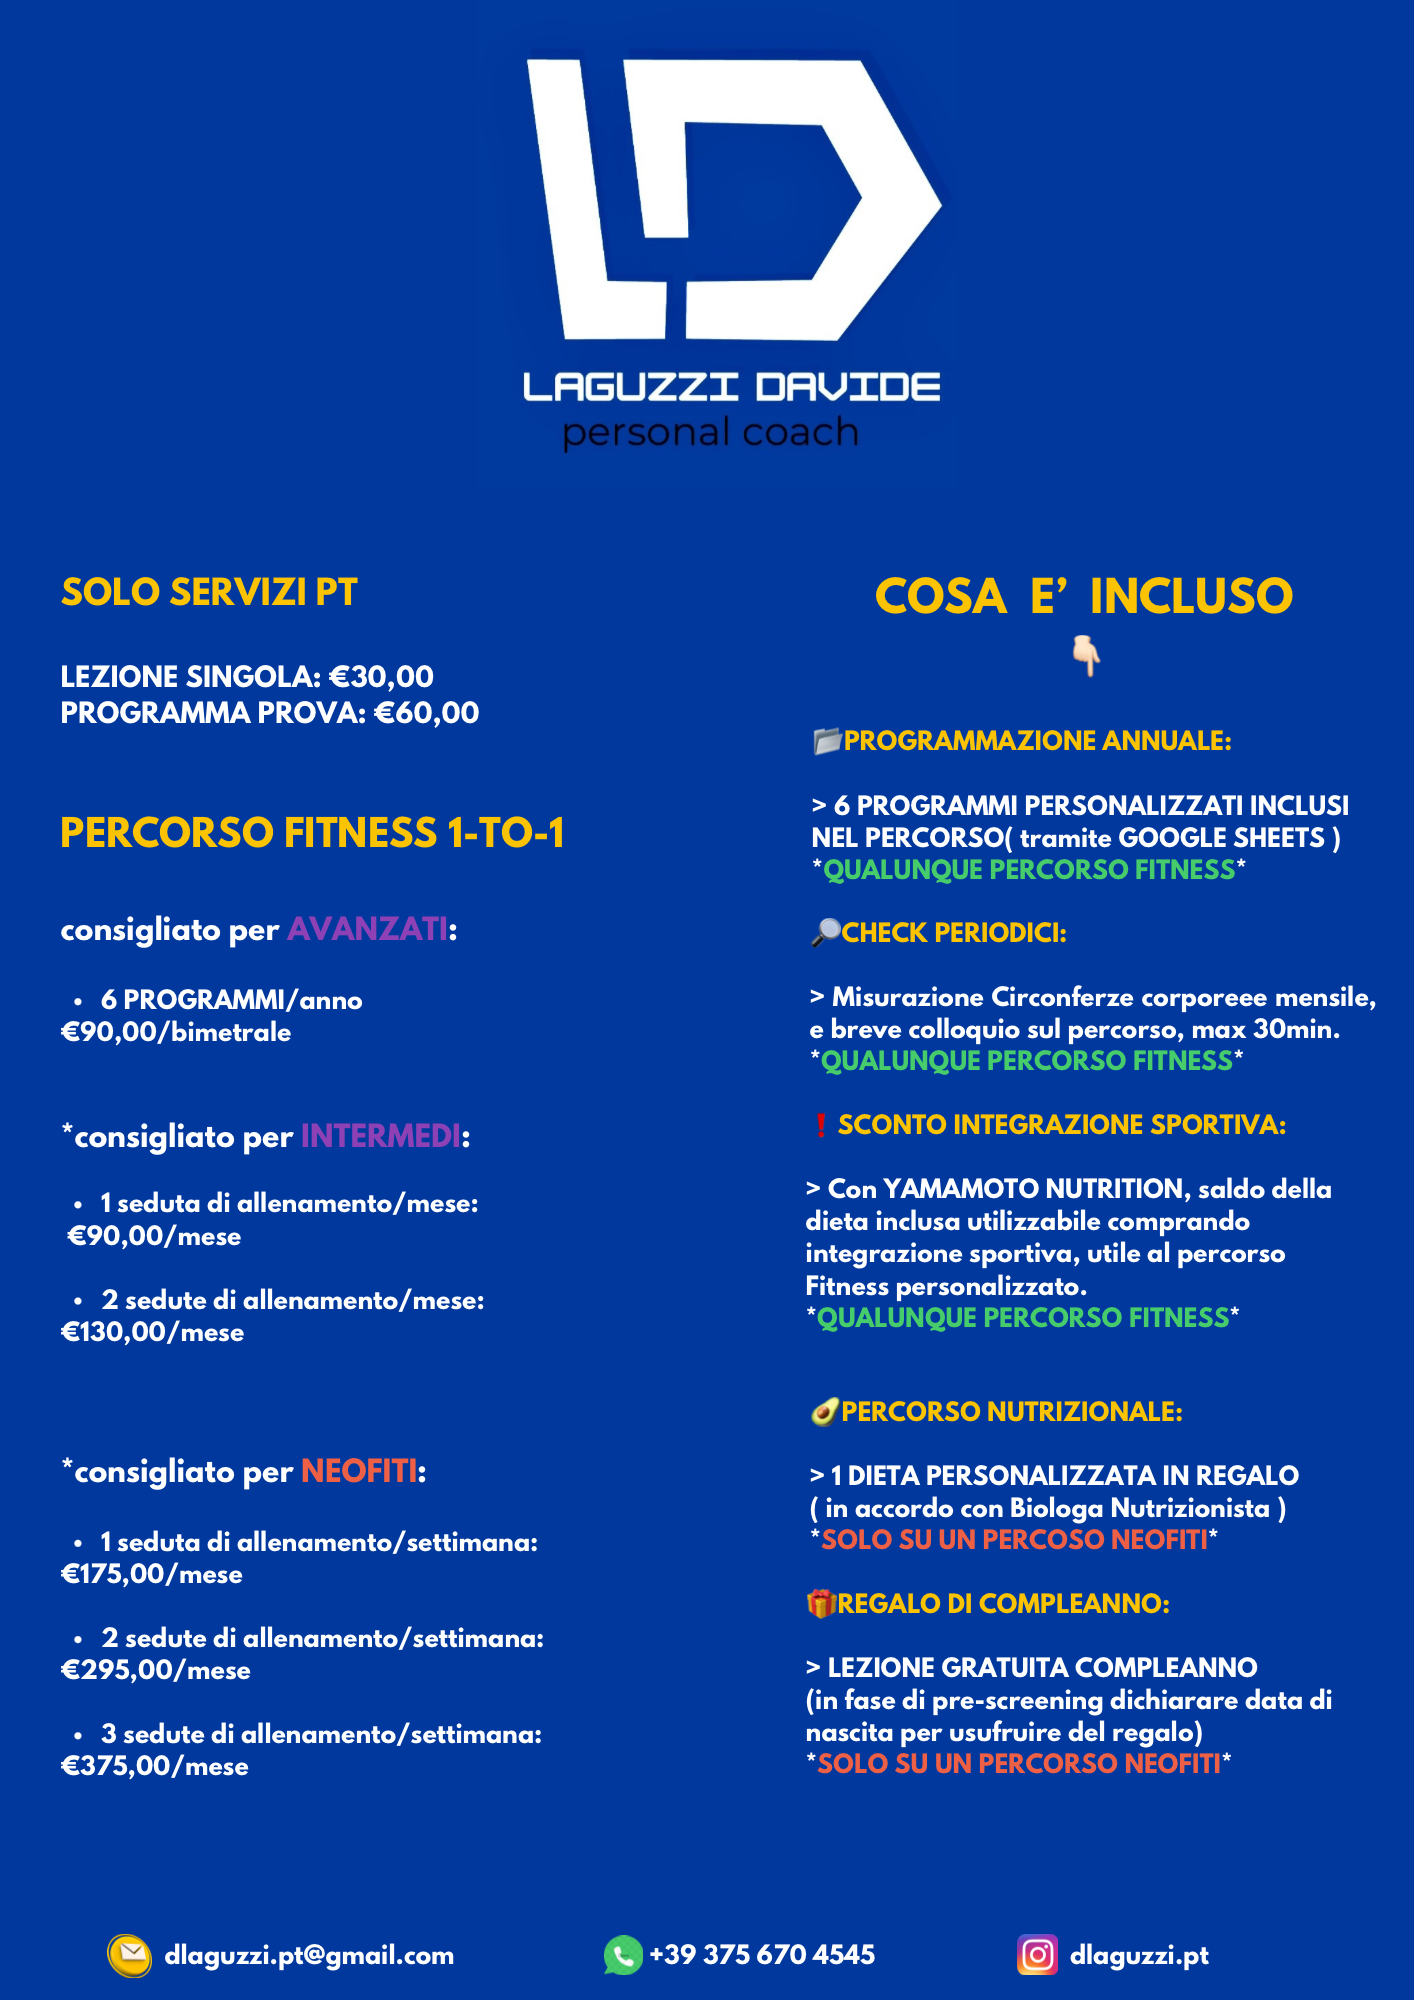 LAGUZZI DAVIDE
personal coach
SOLO SERVIZI PT
LEZIONE SINGOLA: €30,00
PROGRAMMA PROVA: €60,00
PERCORSO FITNESS 1-TO-1
consigliato per AVANZATI:
• 6 PROGRAMMI/anno
€90,00/bimetrale
*consigliato per INTERMEDI:
• 1 seduta di allenamento/mese:
€90,00/mese
• 2 sedute di allenamento/mese:
€130,00/mese
*consigliato per NEOFITI:
• 1 seduta di allenamento/settimana:
€175,00/mese
• 2 sedute di allenamento/settimana:
€295,00/mese
• 3 sedute di allenamento/settimana:
€375,00/mese
COSA E’ INCLUSO
👇🏻
📂PROGRAMMAZIONE ANNUALE:
> 6 PROGRAMMI PERSONALIZZATI INCLUSI
NEL PERCORSO( tramite GOOGLE SHEETS )
*QUALUNQUE PERCORSO FITNESS*
🔎CHECK PERIODICI:
> Misurazione Circonferze corporeee mensile,
e breve colloquio sul percorso, max 30min.
*QUALUNQUE PERCORSO FITNESS*
❗ SCONTO INTEGRAZIONE SPORTIVA:
> Con YAMAMOTO NUTRITION, saldo della
dieta inclusa utilizzabile comprando
integrazione sportiva, utile al percorso
Fitness personalizzato.
*QUALUNQUE PERCORSO FITNESS*
🥑PERCORSO NUTRIZIONALE:
> 1 DIETA PERSONALIZZATA IN REGALO
( in accordo con Biologa Nutrizionista )
*SOLO SU UN PERCOSO NEOFITI*
🎁REGALO DI COMPLEANNO:
> LEZIONE GRATUITA COMPLEANNO
(in fase di pre-screening dichiarare data di
nascita per usufruire del regalo)
*SOLO SU UN PERCORSO NEOFITI*
dlaguzzi.pt@gmail.com
+39 375 670 4545
dlaguzzi.pt